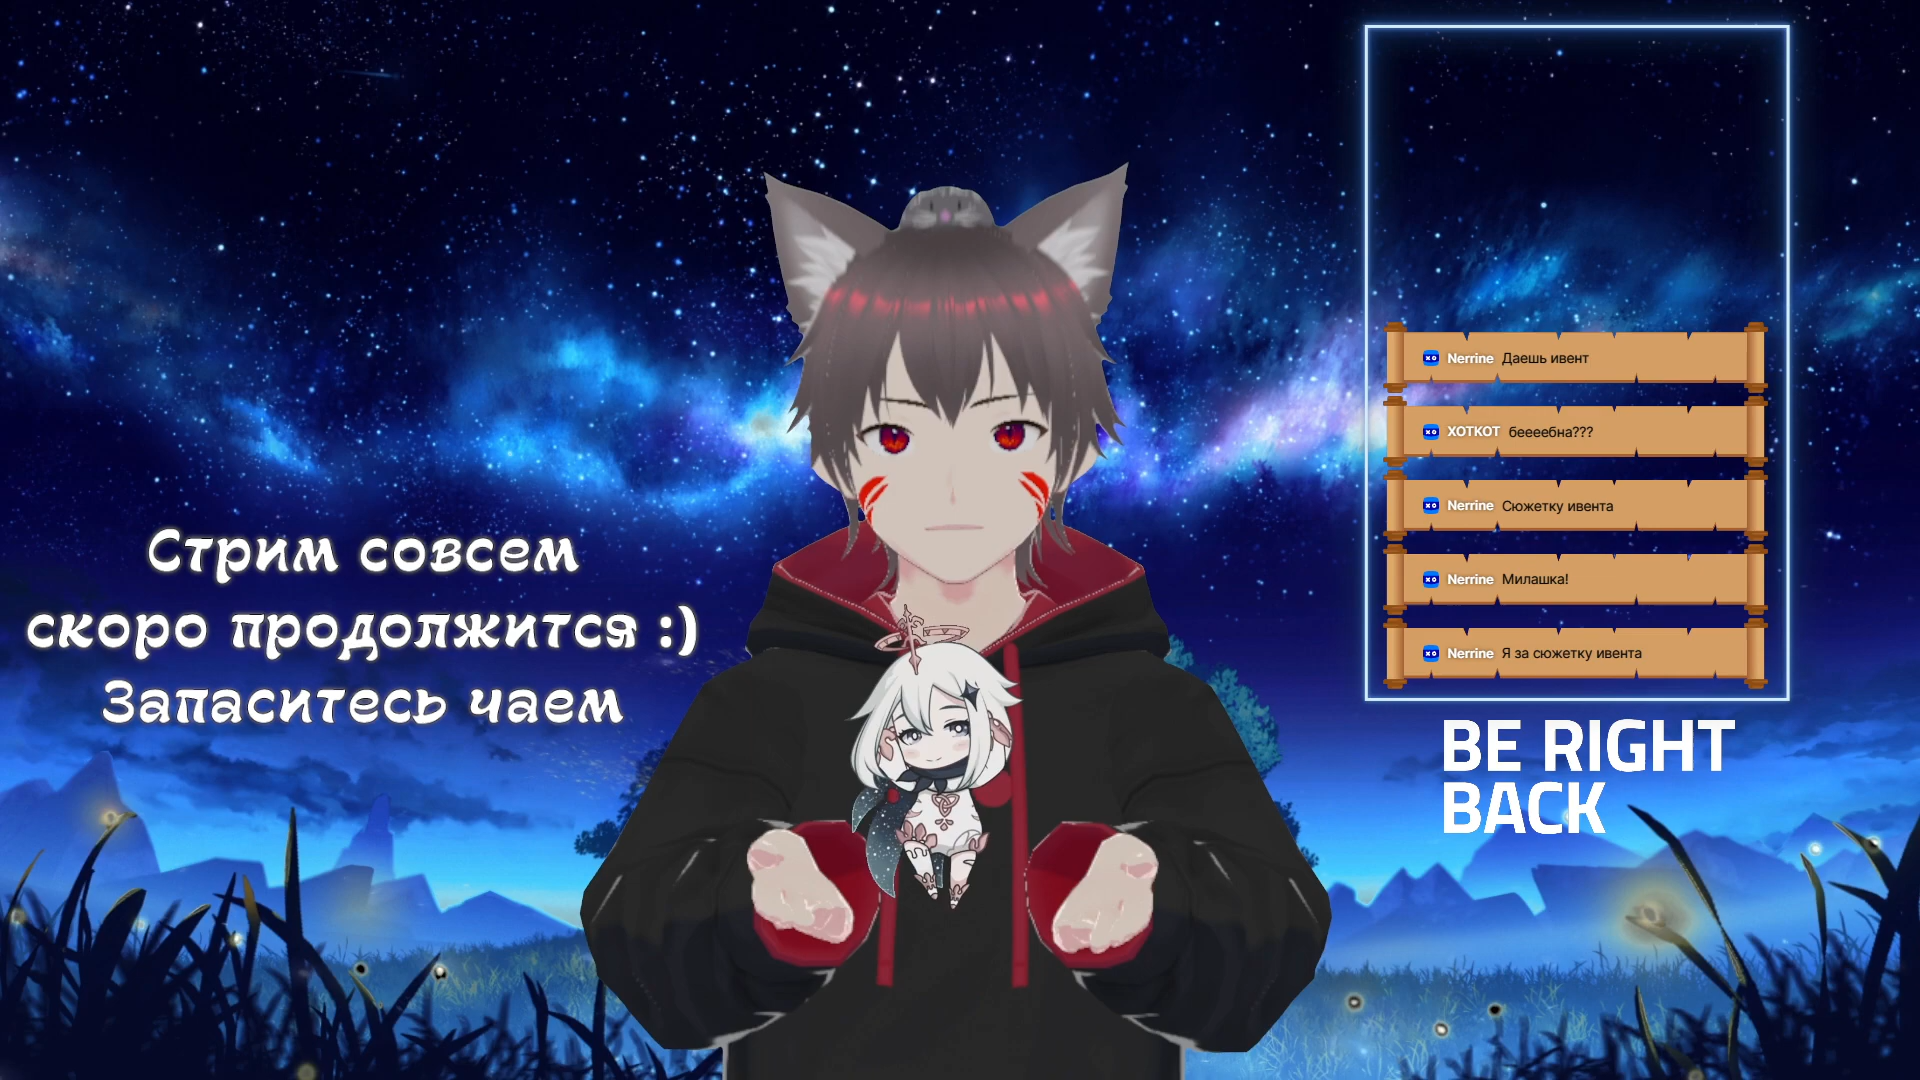 Стрим совсем
скоро продолжится :)
Запаситесь чаем
Nerrine Даешь ивент
XOTKOT беееебна???
Nerrine Сюжетку ивента
Nerrine Милашка!
Nerrine Я за сюжетку ивента
BE RIGHT
BACK